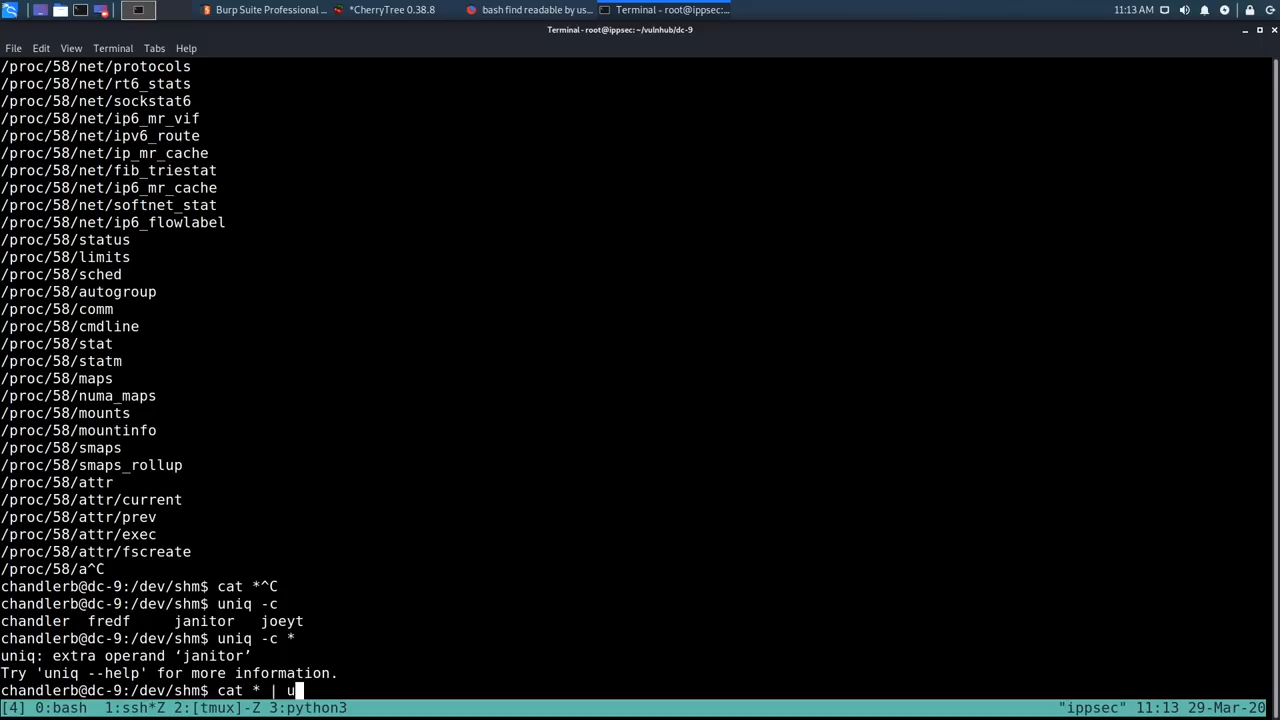 Burp Suite Professional ...
*CherryTree 0.38.8
bash find readable by us...
Terminal - root@ippsec:...
11:13 AM
Terminal - root@ippsec: ~/vulnhub/dc-9
File Edit View Terminal Tabs Help
/proc/58/net/protocols
/proc/58/net/rt6_stats
/proc/58/net/sockstat6
/proc/58/net/ip6_mr_vif
/proc/58/net/ipv6_route
/proc/58/net/ip_mr_cache
/proc/58/net/fib_triestat
/proc/58/net/ip6_mr_cache
/proc/58/net/softnet_stat
/proc/58/net/ip6_flowlabel
/proc/58/status
/proc/58/limits
/proc/58/sched
/proc/58/autogroup
/proc/58/comm
/proc/58/cmdline
/proc/58/stat
/proc/58/statm
/proc/58/maps
/proc/58/numa_maps
/proc/58/mounts
/proc/58/mountinfo
/proc/58/smaps
/proc/58/smaps_rollup
/proc/58/attr
/proc/58/attr/current
/proc/58/attr/prev
/proc/58/attr/exec
/proc/58/attr/fscreate
/proc/58/a^C
chandlerb@dc-9:/dev/shm$ cat *^C
chandlerb@dc-9:/dev/shm$ uniq -c
chandler  fredf     janitor   joeyt
chandlerb@dc-9:/dev/shm$ uniq -c *
uniq: extra operand ‘janitor’
Try 'uniq --help' for more information.
chandlerb@dc-9:/dev/shm$ cat * | u
[4] 0:bash  1:ssh*Z 2:[tmux]-Z 3:python3 "ippsec" 11:13 29-Mar-20